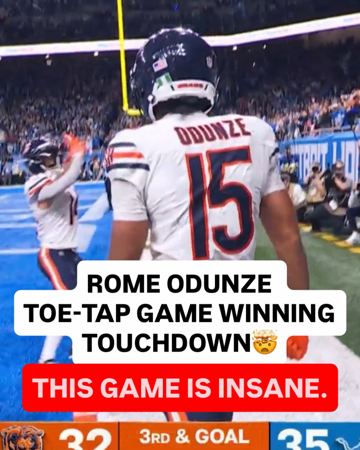 ODUNZE
15
ROME ODUNZE
TOE-TAP GAME WINNING
TOUCHDOWN🤯
THIS GAME IS INSANE.
32 3RD & GOAL 35